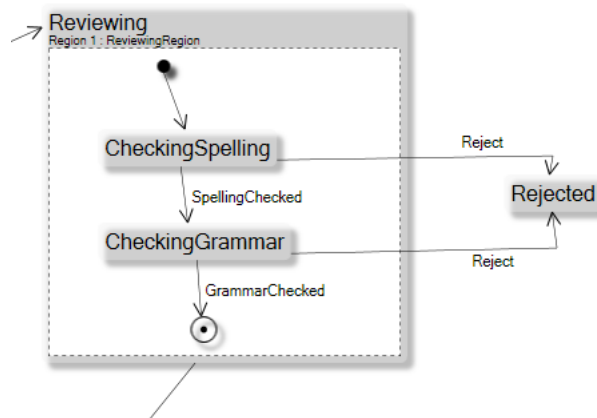 Reviewing
Region 1 : ReviewingRegion
CheckingSpelling
Reject
SpellingChecked
Rejected
CheckingGrammar
Reject
GrammarChecked